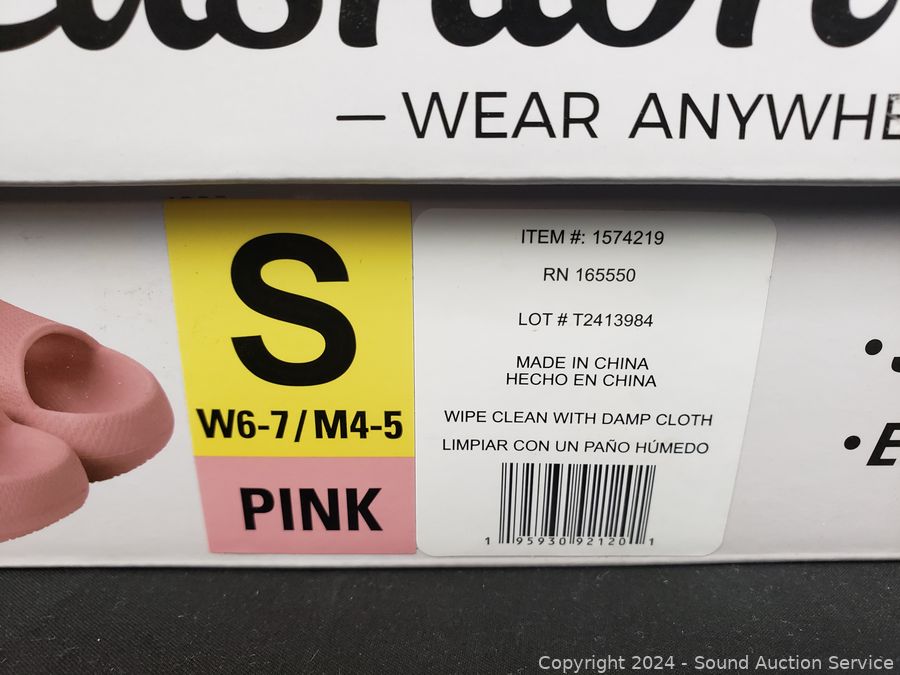 — WEAR ANYWHE
S
W6-7/M4-5
PINK
ITEM #: 1574219
RN 165550
LOT # T2413984
MADE IN CHINA
HECHO EN CHINA
WIPE CLEAN WITH DAMP CLOTH
LIMPIAR CON UN PAÑO HÚMEDO
1 95930 92120 1
Copyright 2024 - Sound Auction Service